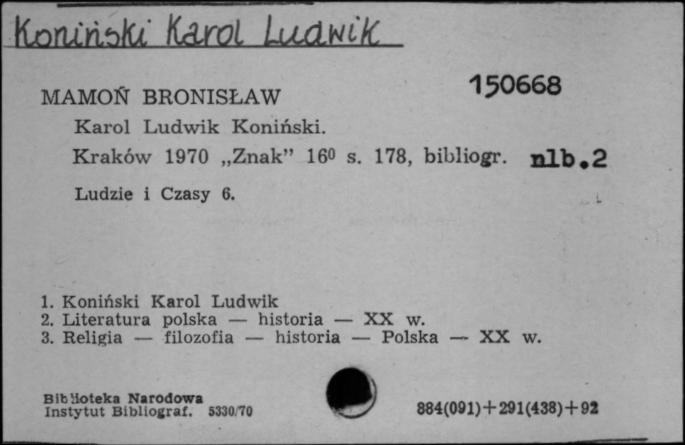 Koniński Karol Ludwik
150668
MAMOŃ BRONISŁAW
Karol Ludwik Koniński.
Kraków 1970 „Znak” 16⁰ s. 178, bibliogr. nlb.2
Ludzie i Czasy 6.
1. Koniński Karol Ludwik
2. Literatura polska — historia — XX w.
3. Religia — filozofia — historia — Polska — XX w.
Biblioteka Narodowa
Instytut Bibliograf. 5330/70
884(091)+291(438)+92